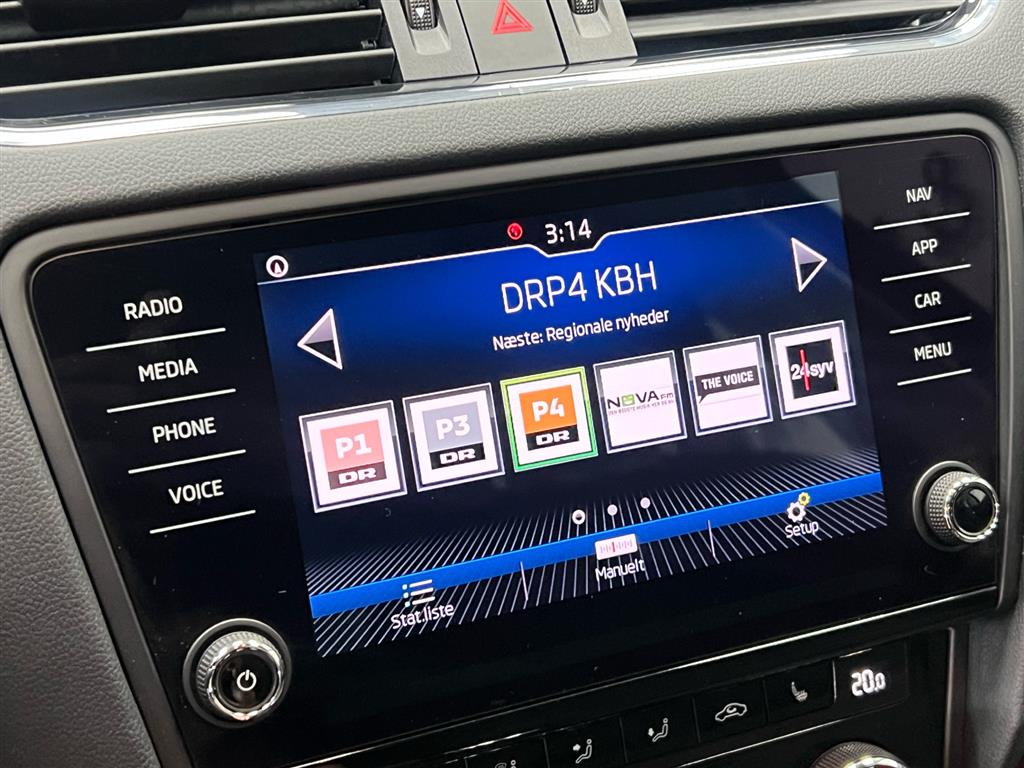 3:14
DRP4 KBH
Næste: Regionale nyheder
RADIO
MEDIA
PHONE
VOICE
NAV
APP
CAR
MENU
P1
DR
P3
DR
P4
DR
NOVA FM
THE VOICE
24syv
Stat.liste
Manuelt
Setup
20.0